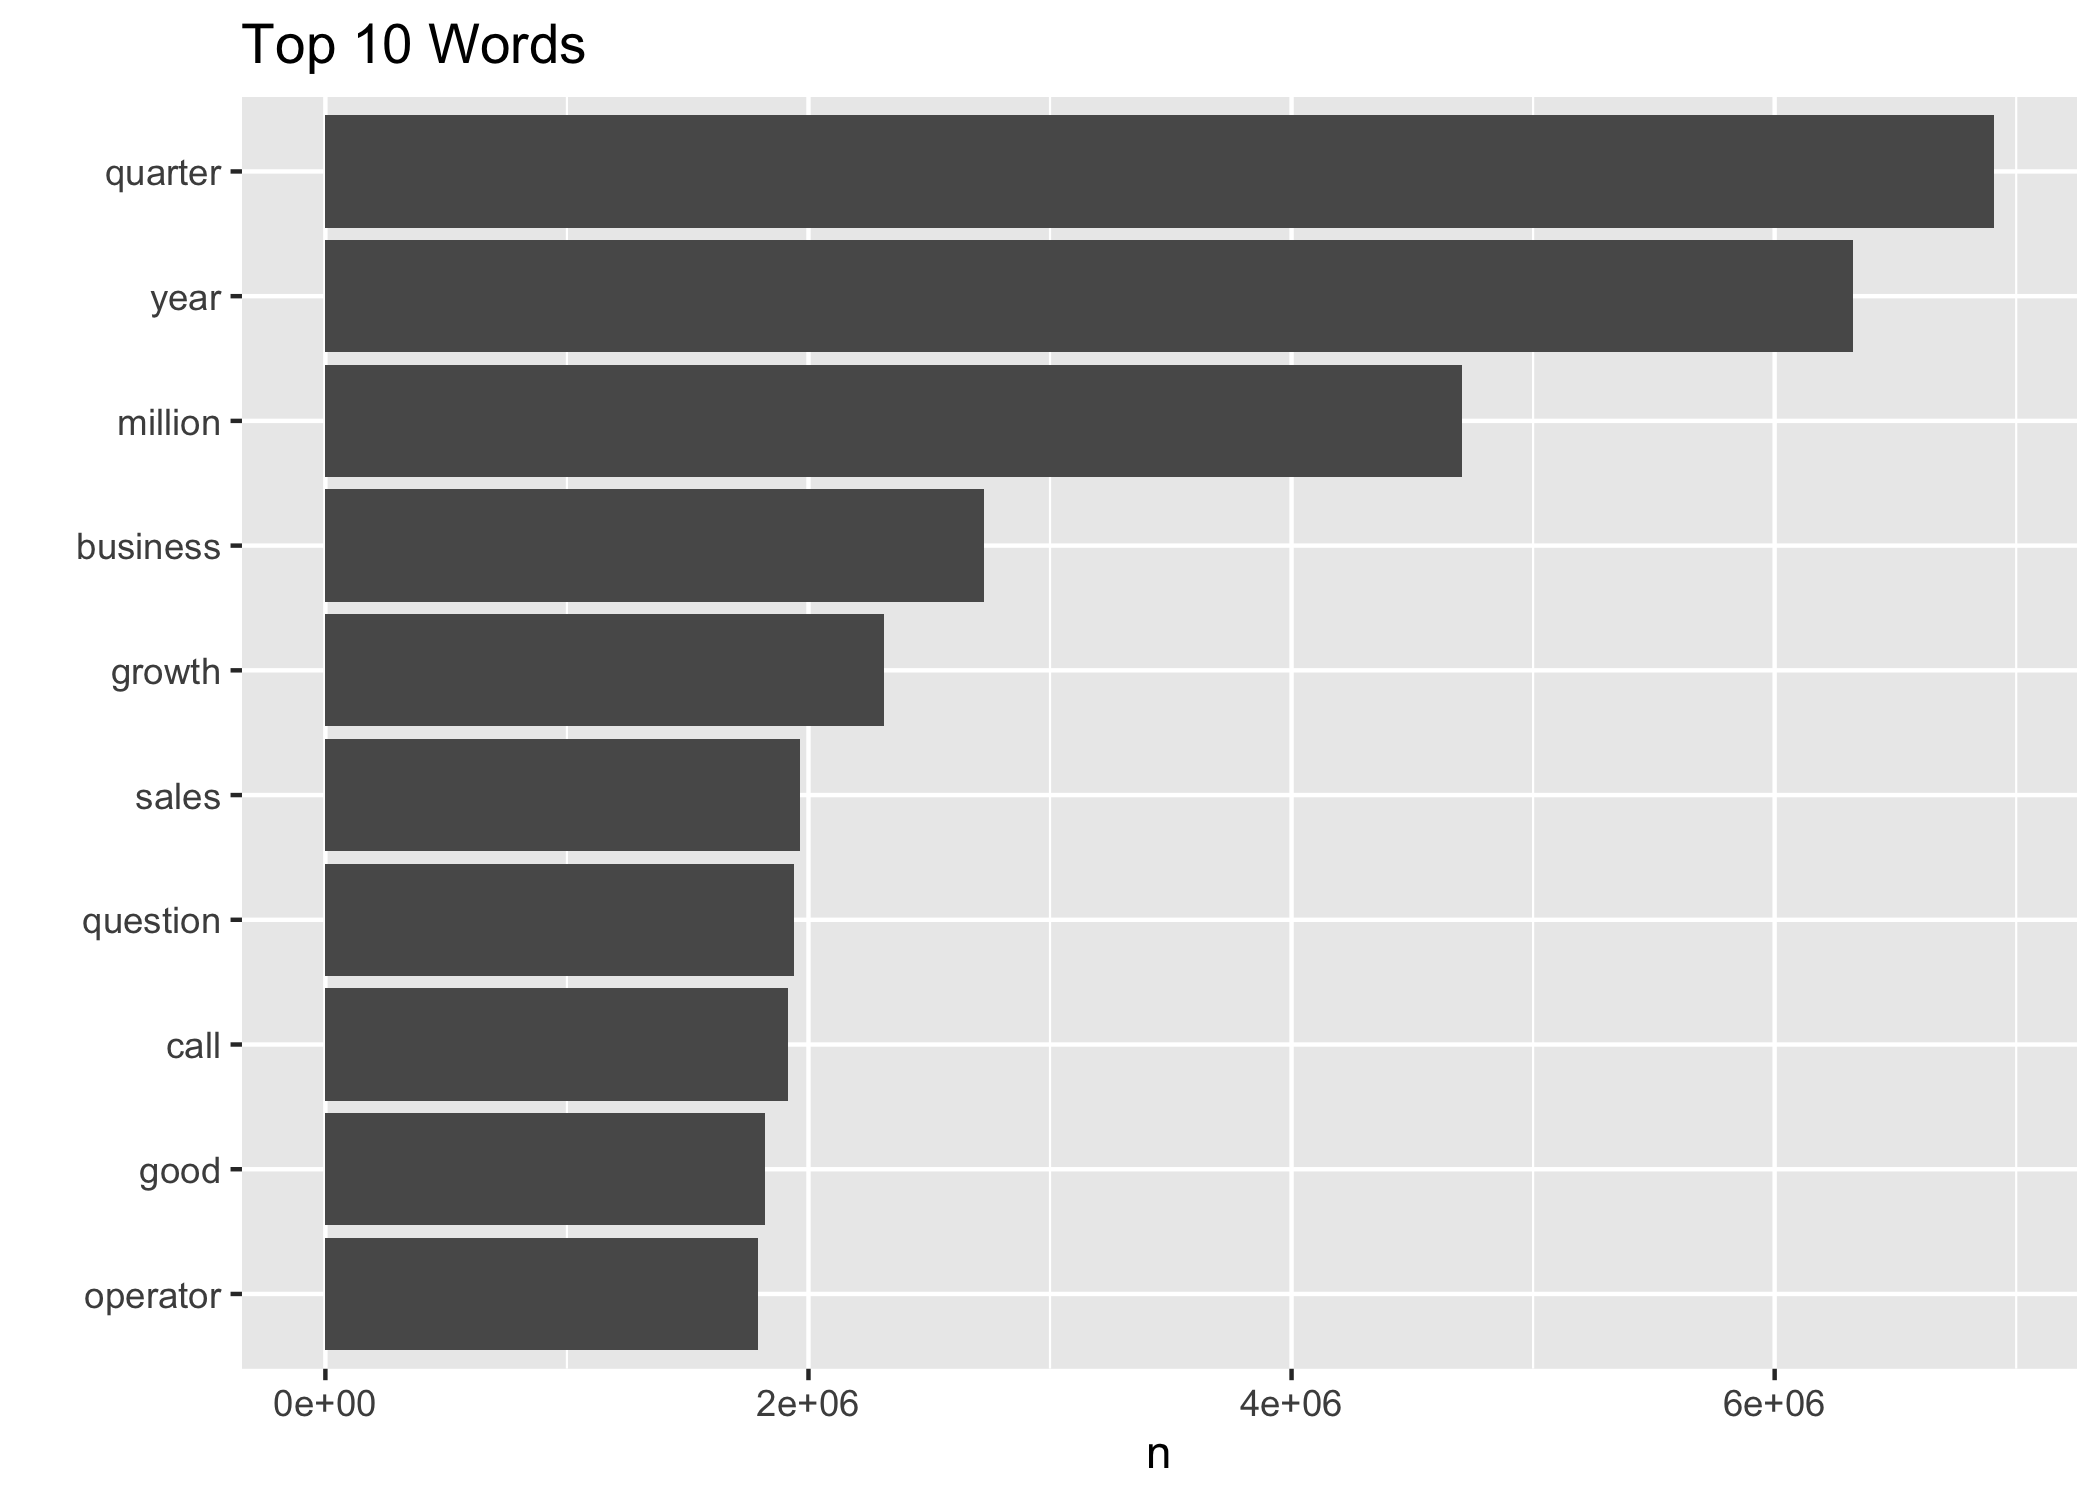 Top 10 Words
quarter
year
million
business
growth
sales
question
call
good
operator
0e+00 2e+06 4e+06 6e+06
n